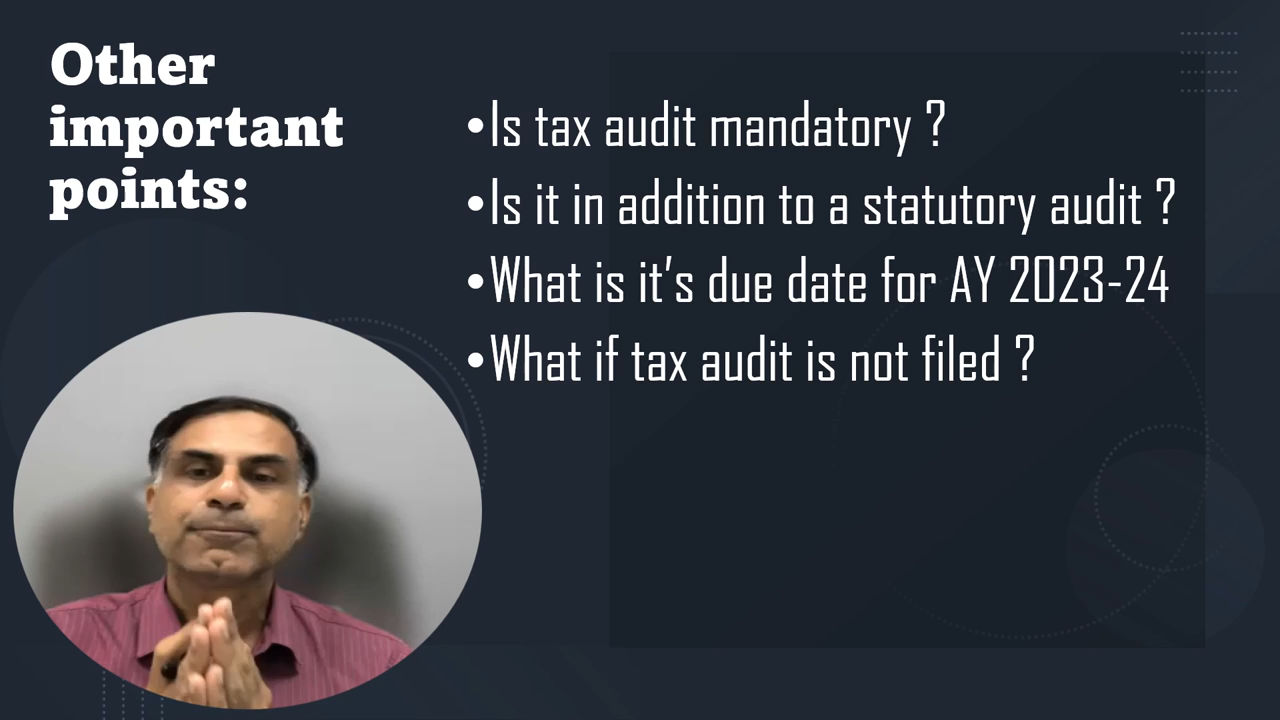 Other
important
points:
•Is tax audit mandatory ?
•Is it in addition to a statutory audit ?
•What is it's due date for AY 2023-24
•What if tax audit is not filed ?